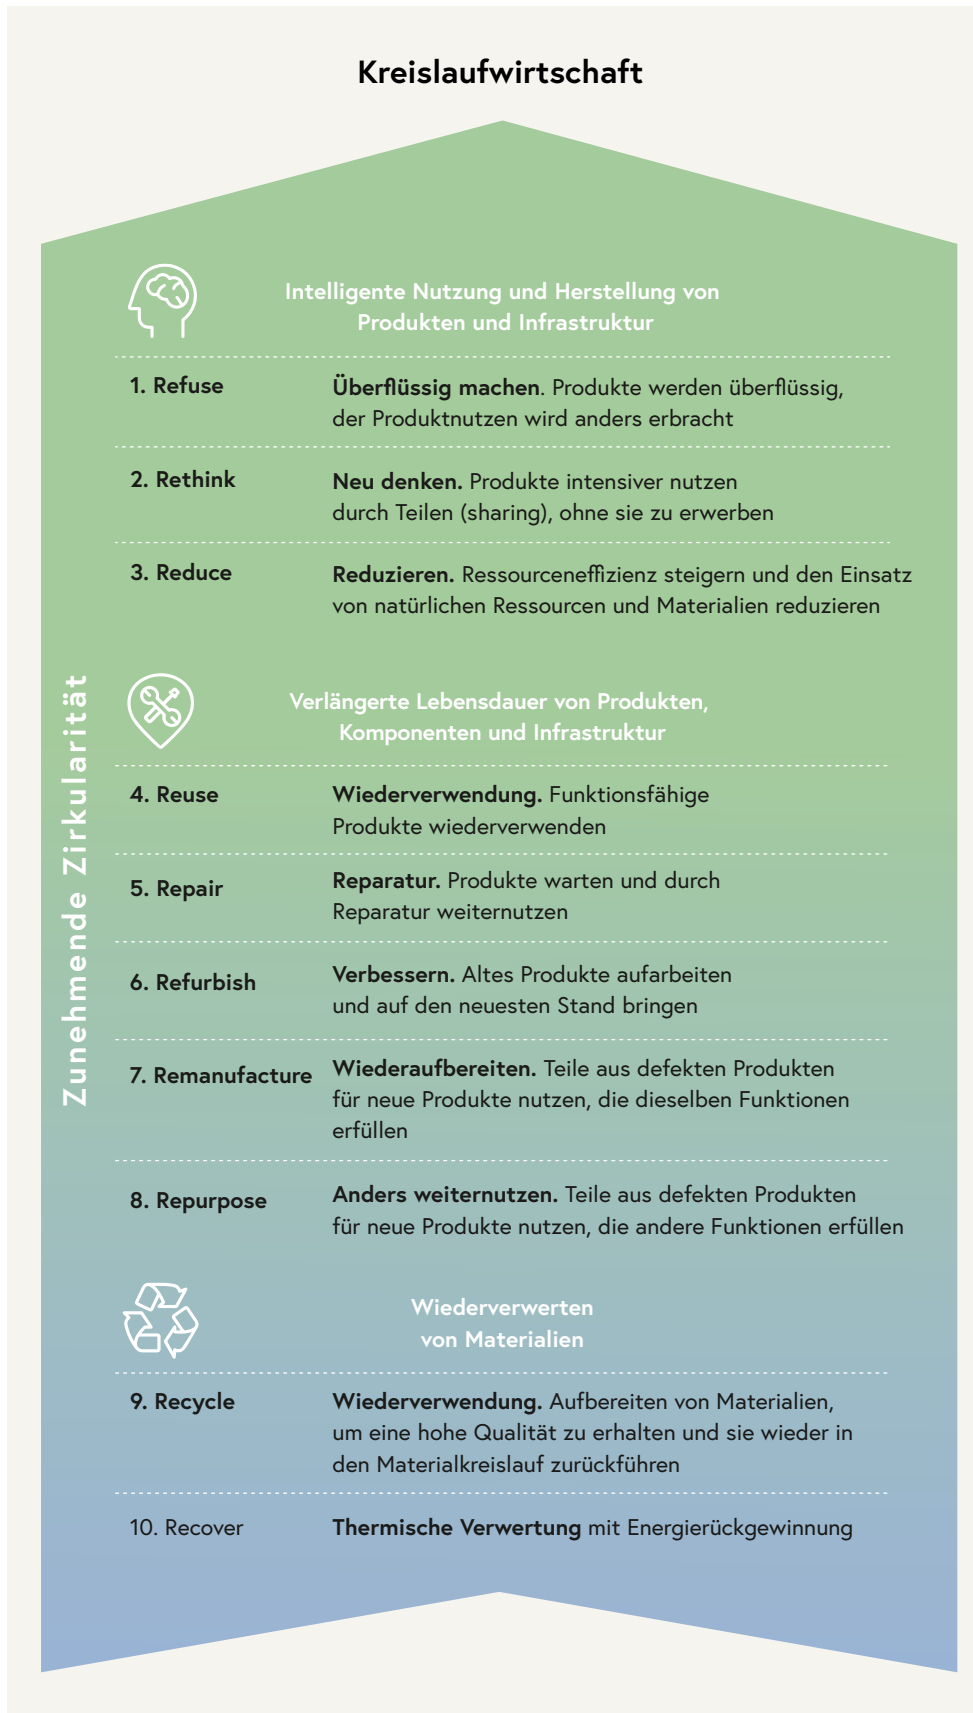 Kreislaufwirtschaft
Intelligente Nutzung und Herstellung von
Produkten und Infrastruktur
1. Refuse
Überflüssig machen. Produkte werden überflüssig,
der Produktnutzen wird anders erbracht
2. Rethink
Neu denken. Produkte intensiver nutzen
durch Teilen (sharing), ohne sie zu erwerben
3. Reduce
Reduzieren. Ressourceneffizienz steigern und den Einsatz
von natürlichen Ressourcen und Materialien reduzieren
Zunehmende Zirkularität
Verlängerte Lebensdauer von Produkten,
Komponenten und Infrastruktur
4. Reuse
Wiederverwendung. Funktionsfähige
Produkte wiederverwenden
5. Repair
Reparatur. Produkte warten und durch
Reparatur weiternutzen
6. Refurbish
Verbessern. Altes Produkte aufarbeiten
und auf den neuesten Stand bringen
7. Remanufacture
Wiederaufbereiten. Teile aus defekten Produkten
für neue Produkte nutzen, die dieselben Funktionen
erfüllen
8. Repurpose
Anders weiternutzen. Teile aus defekten Produkten
für neue Produkte nutzen, die andere Funktionen erfüllen
Wiederverwerten
von Materialien
9. Recycle
Wiederverwendung. Aufbereiten von Materialien,
um eine hohe Qualität zu erhalten und sie wieder in
den Materialkreislauf zurückführen
10. Recover
Thermische Verwertung mit Energierückgewinnung